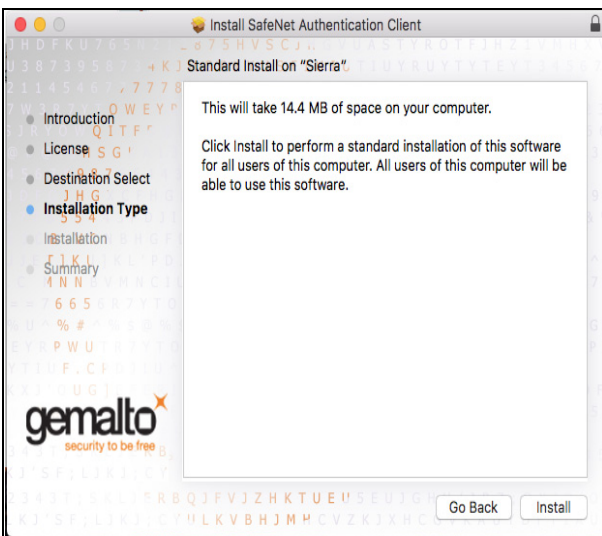 Install SafeNet Authentication Client
Standard Install on "Sierra"
Introduction
License
Destination Select
Installation Type
Installation
Summary
This will take 14.4 MB of space on your computer.
Click Install to perform a standard installation of this software
for all users of this computer. All users of this computer will be
able to use this software.
gemalto
security to be free
Go Back
Install